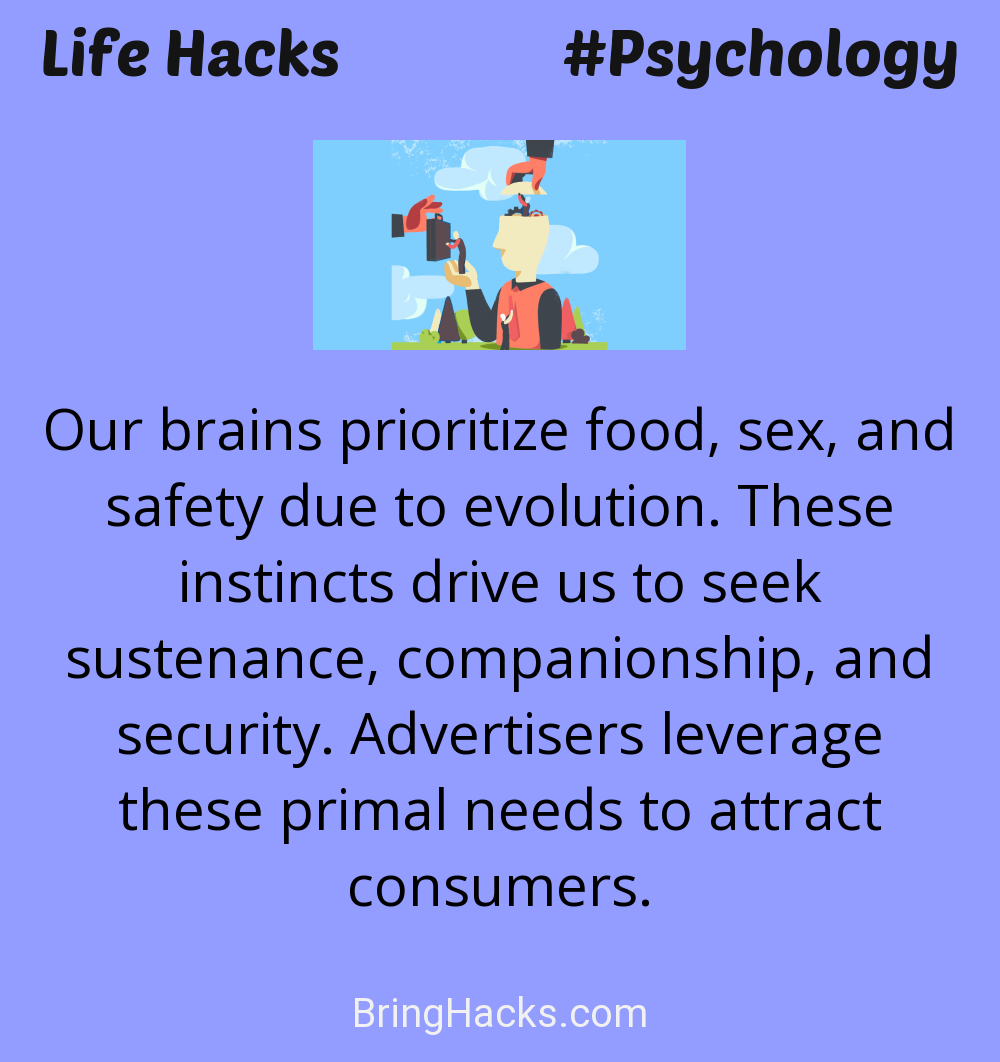 Life Hacks
#Psychology
Our brains prioritize food, sex, and
safety due to evolution. These
instincts drive us to seek
sustenance, companionship, and
security. Advertisers leverage
these primal needs to attract
consumers.
BringHacks.com